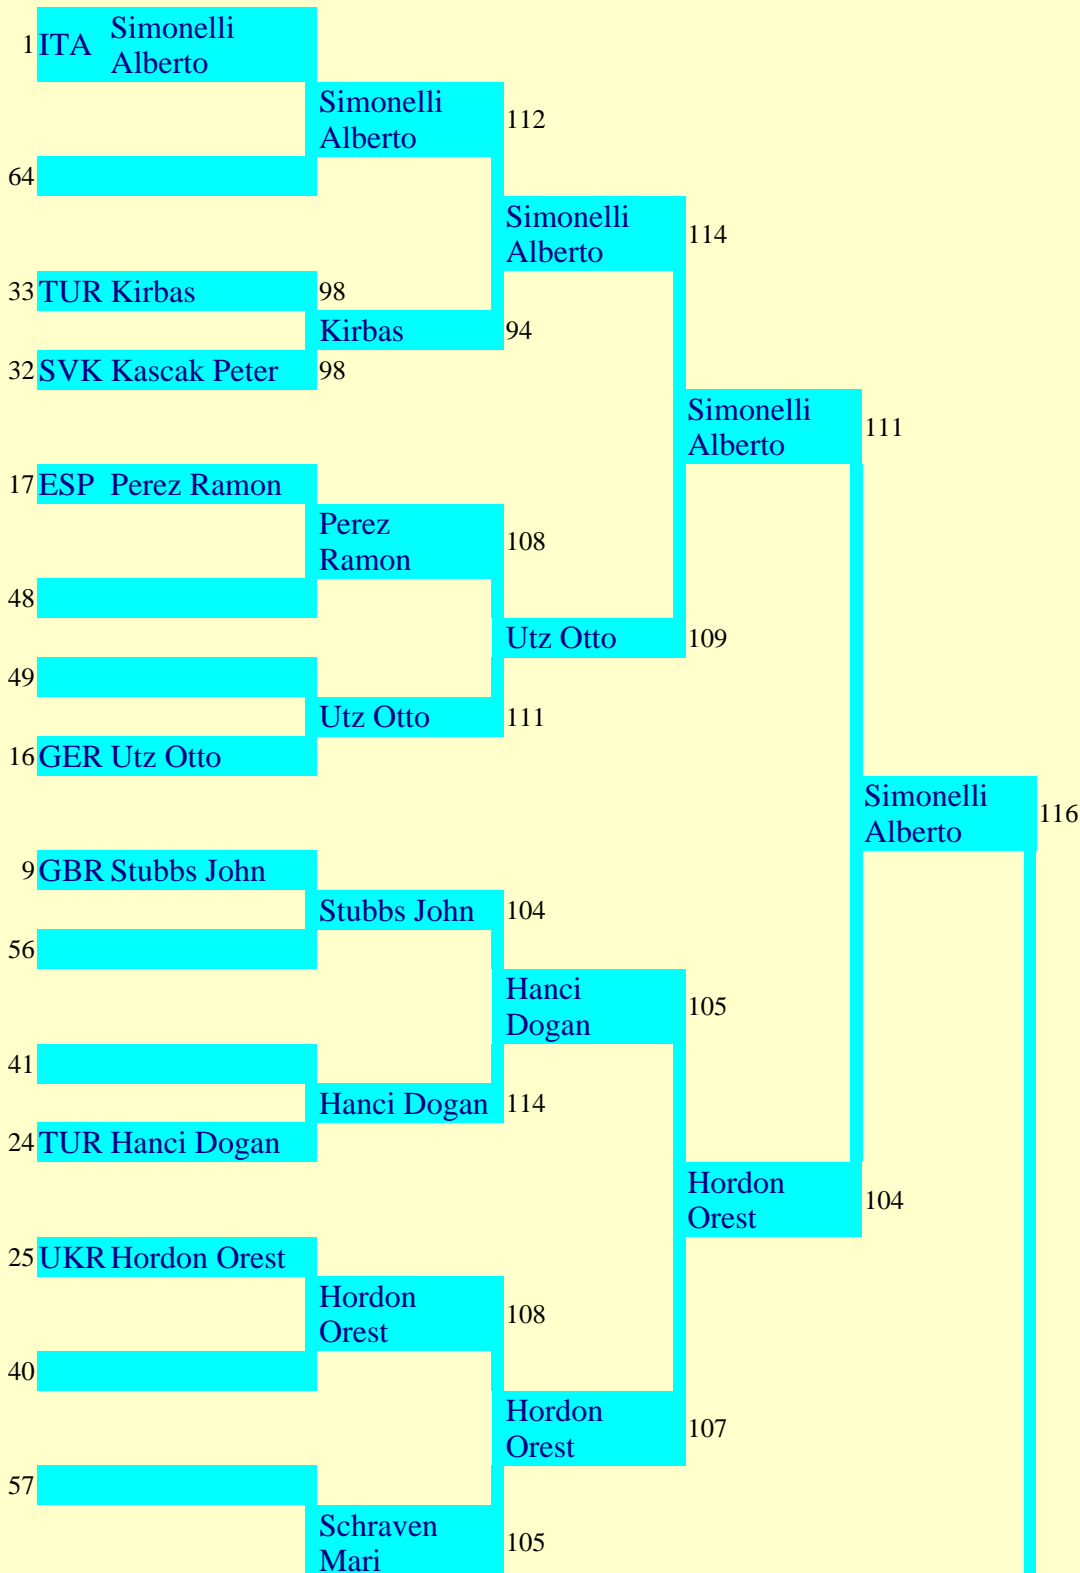 1 ITA Simonelli
Alberto
Simonelli
Alberto
112
64
Simonelli
Alberto
114
33 TUR Kirbas 98
Kirbas 94
32 SVK Kascak Peter 98
Simonelli
Alberto
111
17 ESP Perez Ramon
Perez
Ramon
108
48
Utz Otto 109
49
Utz Otto 111
16 GER Utz Otto
Simonelli
Alberto
116
9 GBR Stubbs John
Stubbs John 104
56
Hanci
Dogan
105
41
Hanci Dogan 114
24 TUR Hanci Dogan
Hordon
Orest
104
25 UKR Hordon Orest
Hordon
Orest
108
40
Hordon
Orest
107
57
Schraven
Mari
105